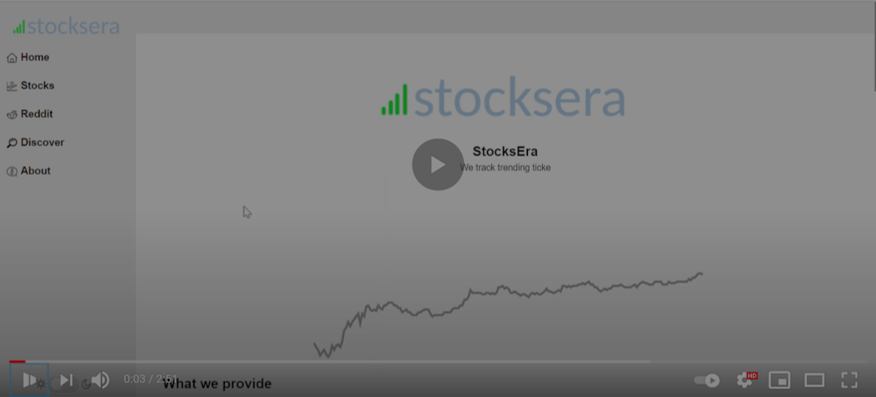 stocksera
Home
Stocks
Reddit
Discover
About
stocksera
StocksEra
We track trending ticke
0:03 / 2:51
HD
What we provide